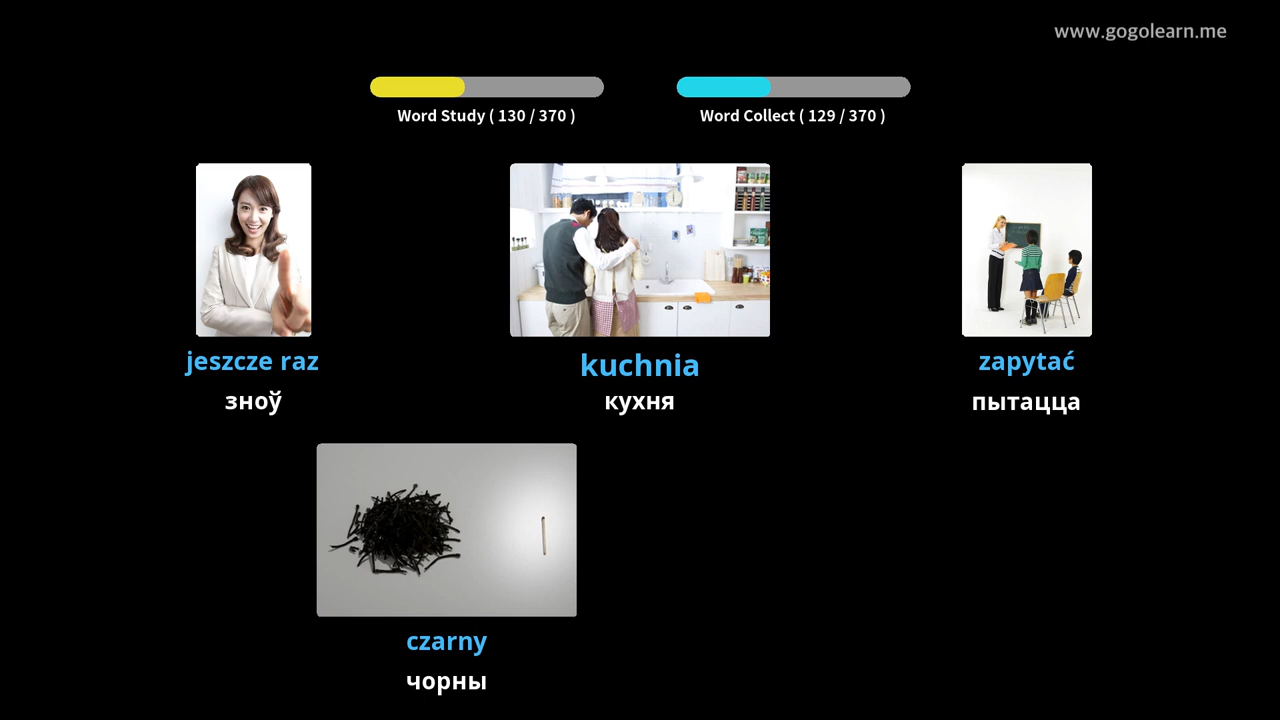 www.gogolearn.me
Word Study ( 130 / 370 )
Word Collect ( 129 / 370 )
jeszcze raz
зноў
kuchnia
кухня
zapytać
пытацца
czarny
чорны